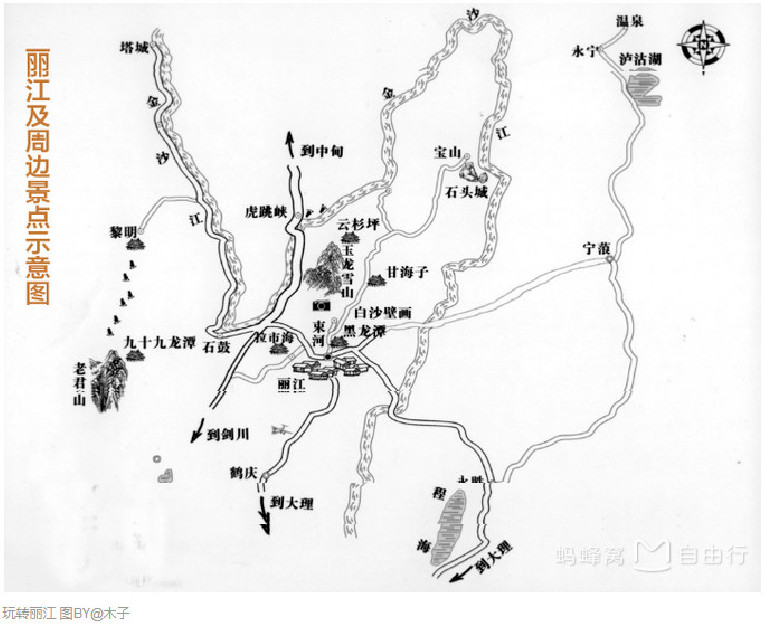 丽江及周边景点示意图
塔城
金
沙
江
黎明
九十九龙潭
老君山
石鼓
到剑川
鹤庆
到大理
到中甸
虎跳峡
云杉坪
玉龙雪山
甘海子
白沙壁画
束河
黑龙潭
拉市海
丽江
金
沙
江
宝山
石头城
温泉
永宁
泸沽湖
N
宁蒗
永胜
程
海
到大理
蚂蜂窝 自由行
玩转丽江 图BY@木子